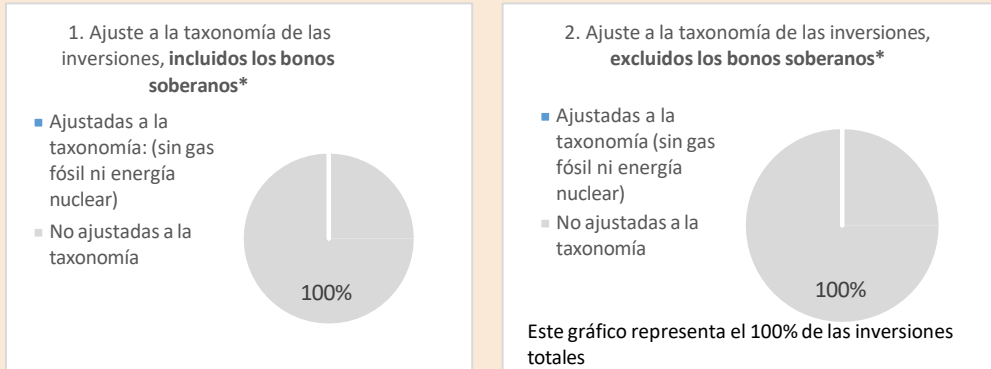 1. Ajuste a la taxonomía de las
inversiones, incluidos los bonos
soberanos*
Ajustadas a la
taxonomía: (sin gas
fósil ni energía
nuclear)
No ajustadas a la
taxonomía
100%
2. Ajuste a la taxonomía de las inversiones,
excluidos los bonos soberanos*
Ajustadas a la
taxonomía (sin gas
fósil ni energía
nuclear)
No ajustadas a la
taxonomía
100%
Este gráfico representa el 100% de las inversiones
totales